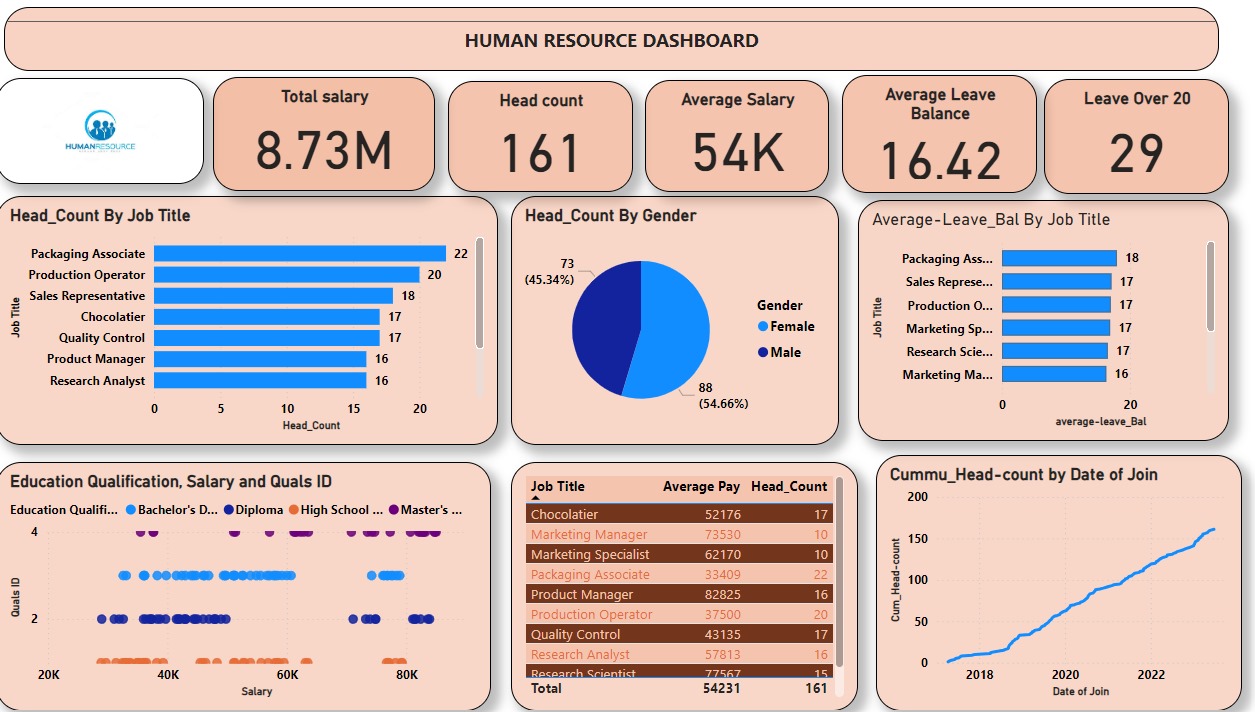 HUMAN RESOURCE DASHBOARD
HUMANRESOURCE
Total salary
8.73M
Head count
161
Average Salary
54K
Average Leave
Balance
16.42
Leave Over 20
29
Head_Count By Job Title
Job Title
Packaging Associate 22
Production Operator 20
Sales Representative 18
Chocolatier 17
Quality Control 17
Product Manager 16
Research Analyst 16
0 5 10 15 20
Head_Count
Head_Count By Gender
73
(45.34%)
88
(54.66%)
Gender
Female
Male
Average-Leave_Bal By Job Title
Job Title
Packaging Ass... 18
Sales Represe... 17
Production O... 17
Marketing Sp... 17
Research Scie... 17
Marketing Ma... 16
0 20
average-leave_Bal
Education Qualification, Salary and Quals ID
Education Qualifi... Bachelor's D... Diploma High School ... Master's ...
Quals ID
4
2
20K 40K 60K 80K
Salary
Job Title Average Pay Head_Count
Chocolatier 52176 17
Marketing Manager 73530 10
Marketing Specialist 62170 10
Packaging Associate 33409 22
Product Manager 82825 16
Production Operator 37500 20
Quality Control 43135 17
Research Analyst 57813 16
Research Scientist 77567 15
Total 54231 161
Cummu_Head-count by Date of Join
Cum_Head-count
200
150
100
50
0
2018 2020 2022
Date of Join